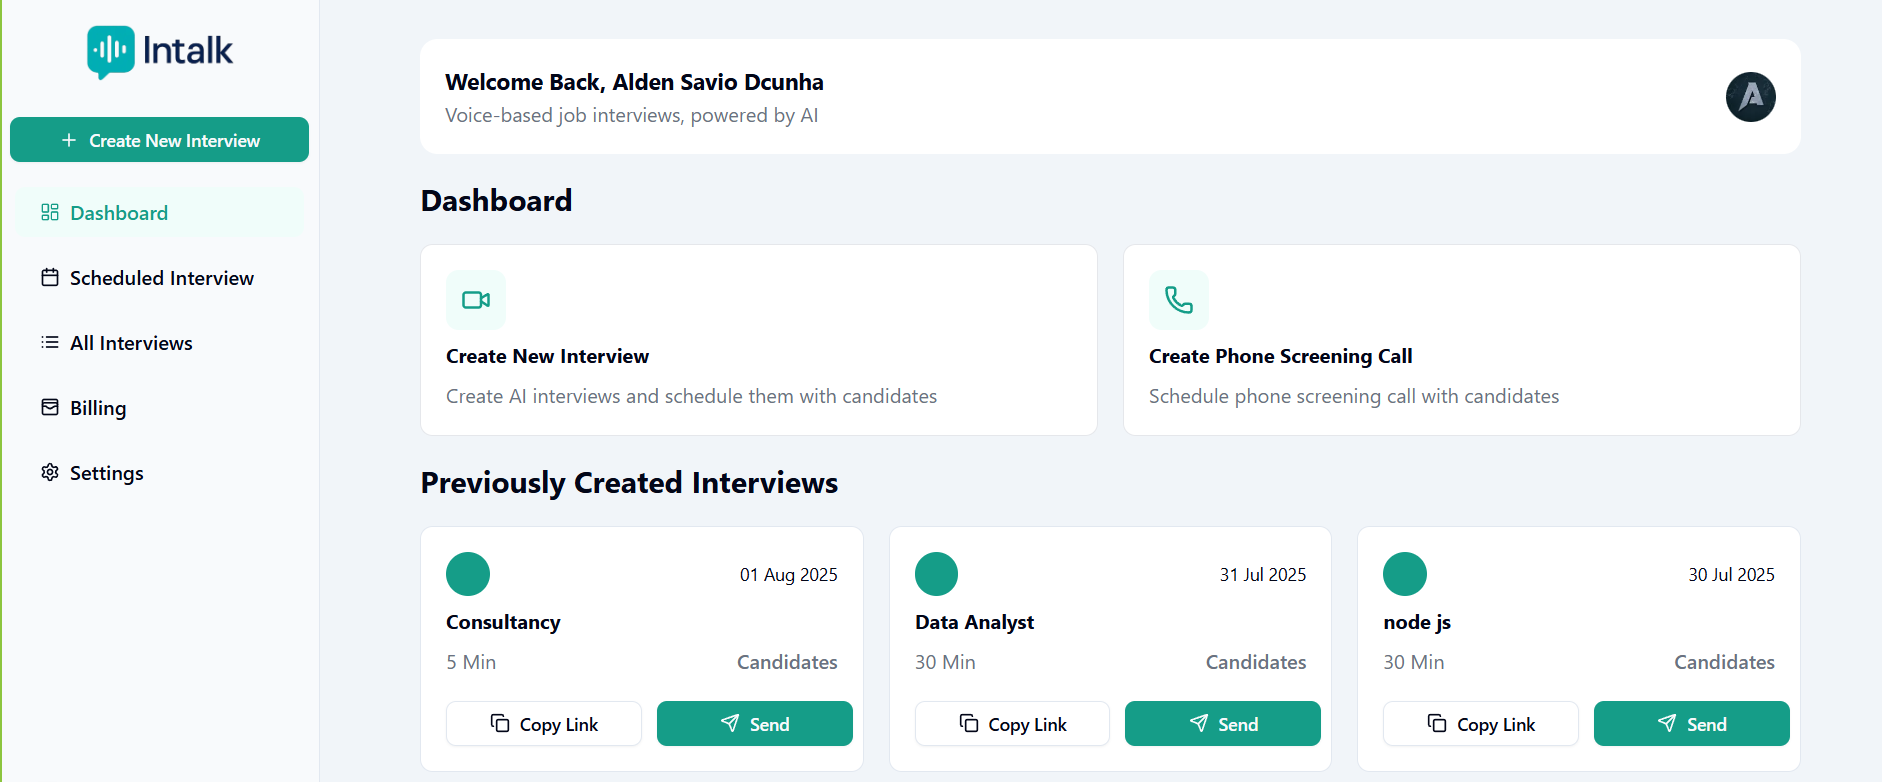 Intalk
Create New Interview
Dashboard
Scheduled Interview
All Interviews
Billing
Settings
Welcome Back, Alden Savio Dcunha
Voice-based job interviews, powered by AI
A
Dashboard
Create New Interview
Create AI interviews and schedule them with candidates
Create Phone Screening Call
Schedule phone screening call with candidates
Previously Created Interviews
01 Aug 2025
Consultancy
5 Min Candidates
Copy Link Send
31 Jul 2025
Data Analyst
30 Min Candidates
Copy Link Send
30 Jul 2025
node js
30 Min Candidates
Copy Link Send